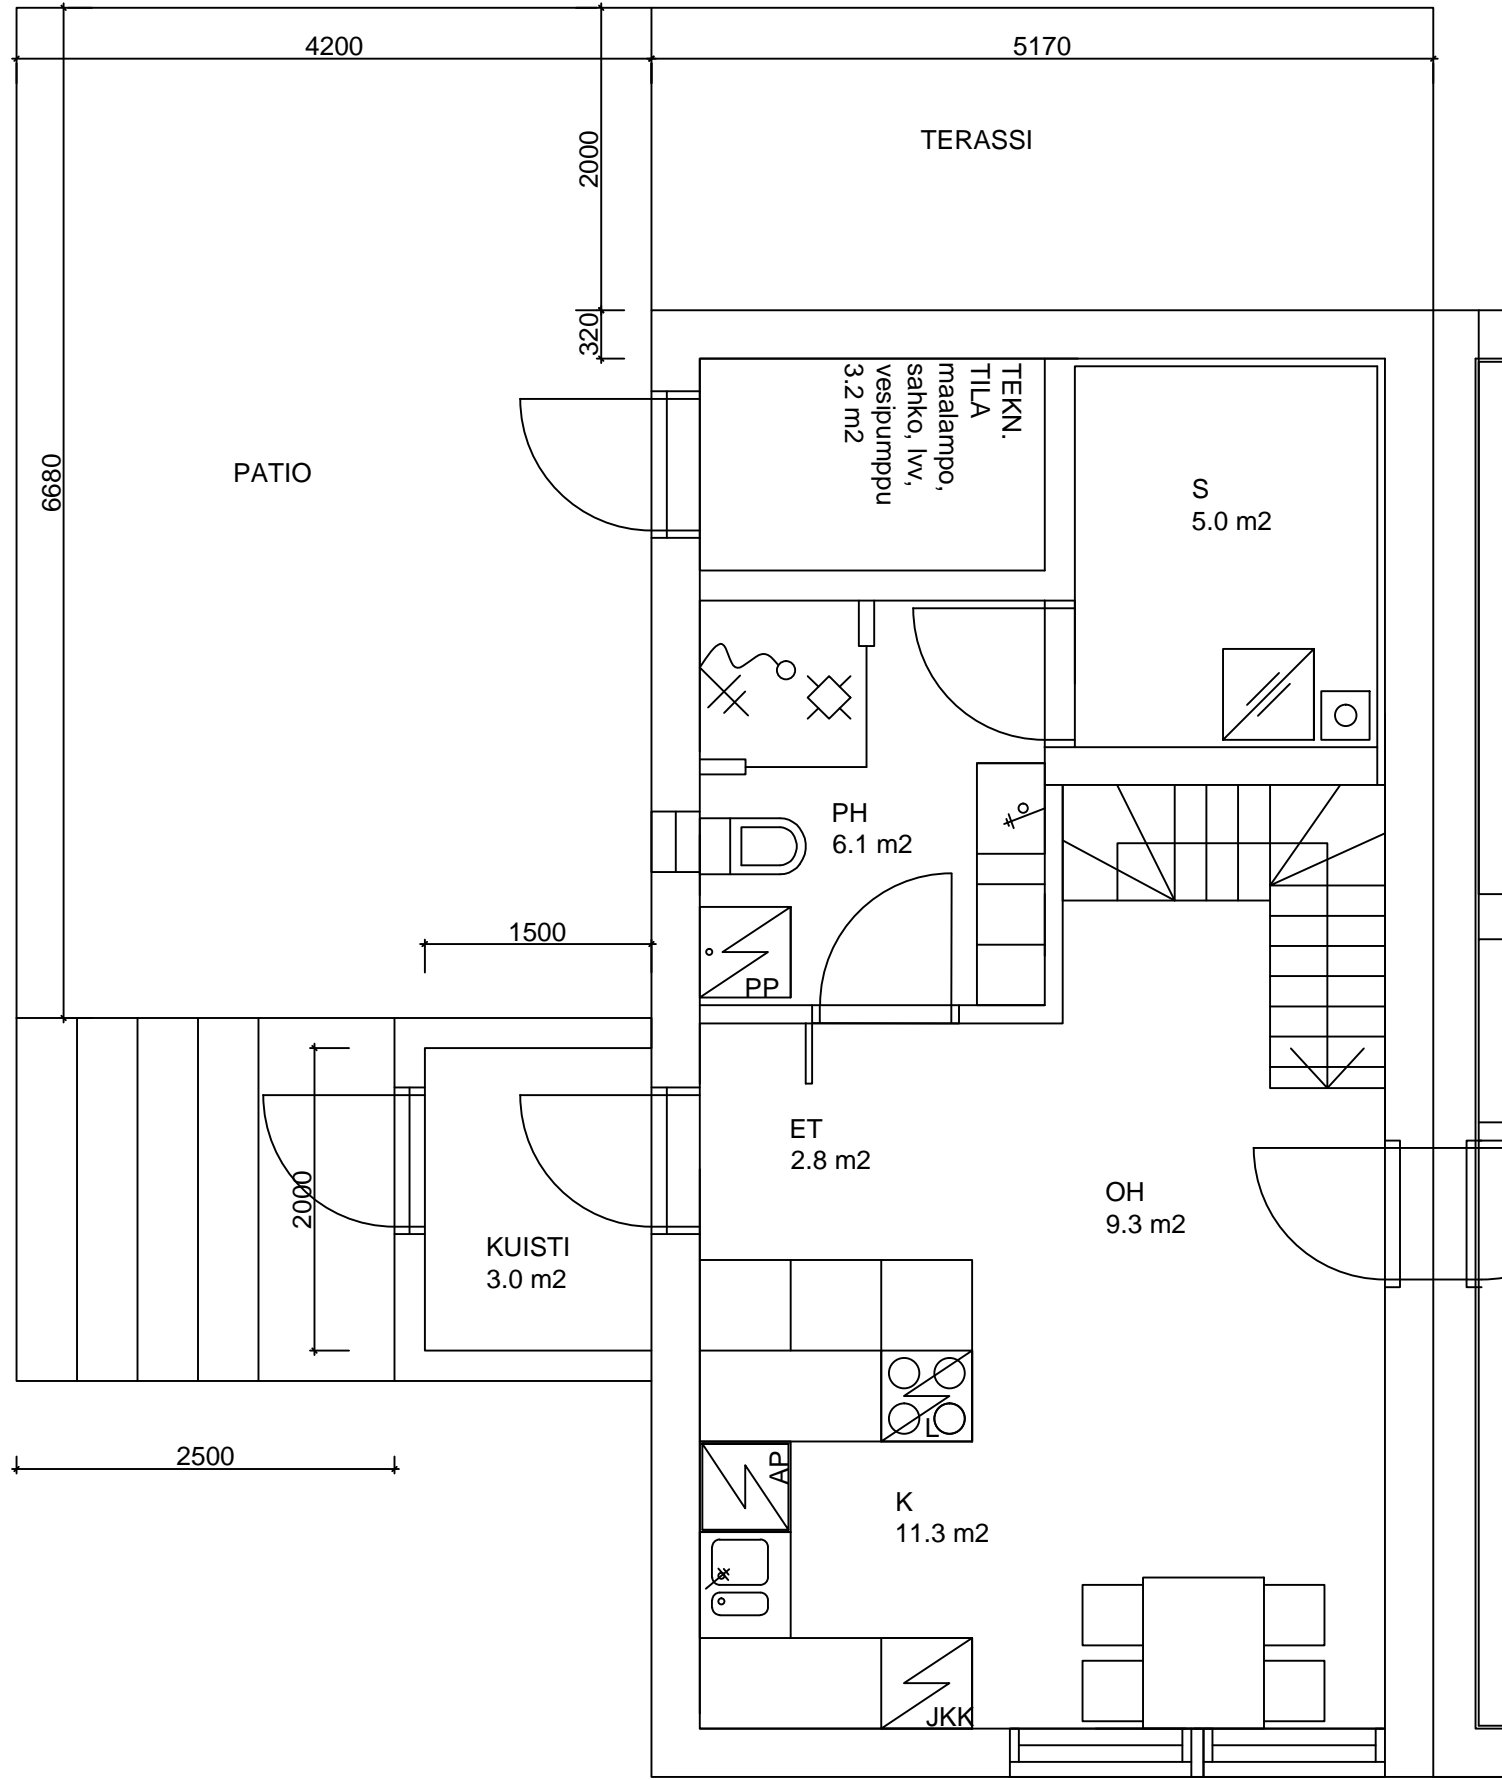 4200
5170
2000
TERASSI
320
TEKN.
TILA
maalampo,
sahko, lvv,
vesipumppu
3.2 m2
6680
PATIO
S
5.0 m2
PH
6.1 m2
1500
PP
ET
2.8 m2
2000
OH
9.3 m2
KUISTI
3.0 m2
L
2500
AP
K
11.3 m2
JKK